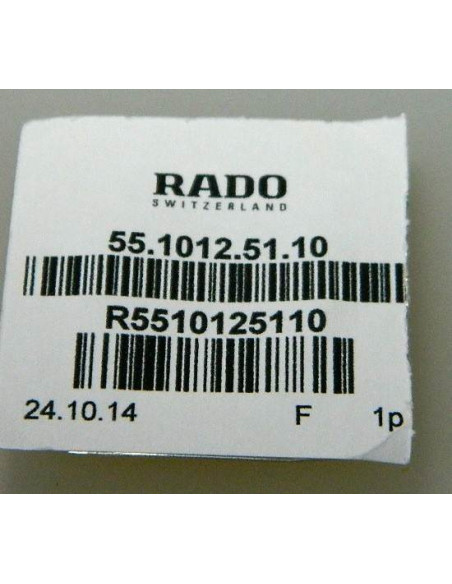 RADO
SWITZERLAND
55.1012.51.10
R5510125110
24.10.14 F 1p